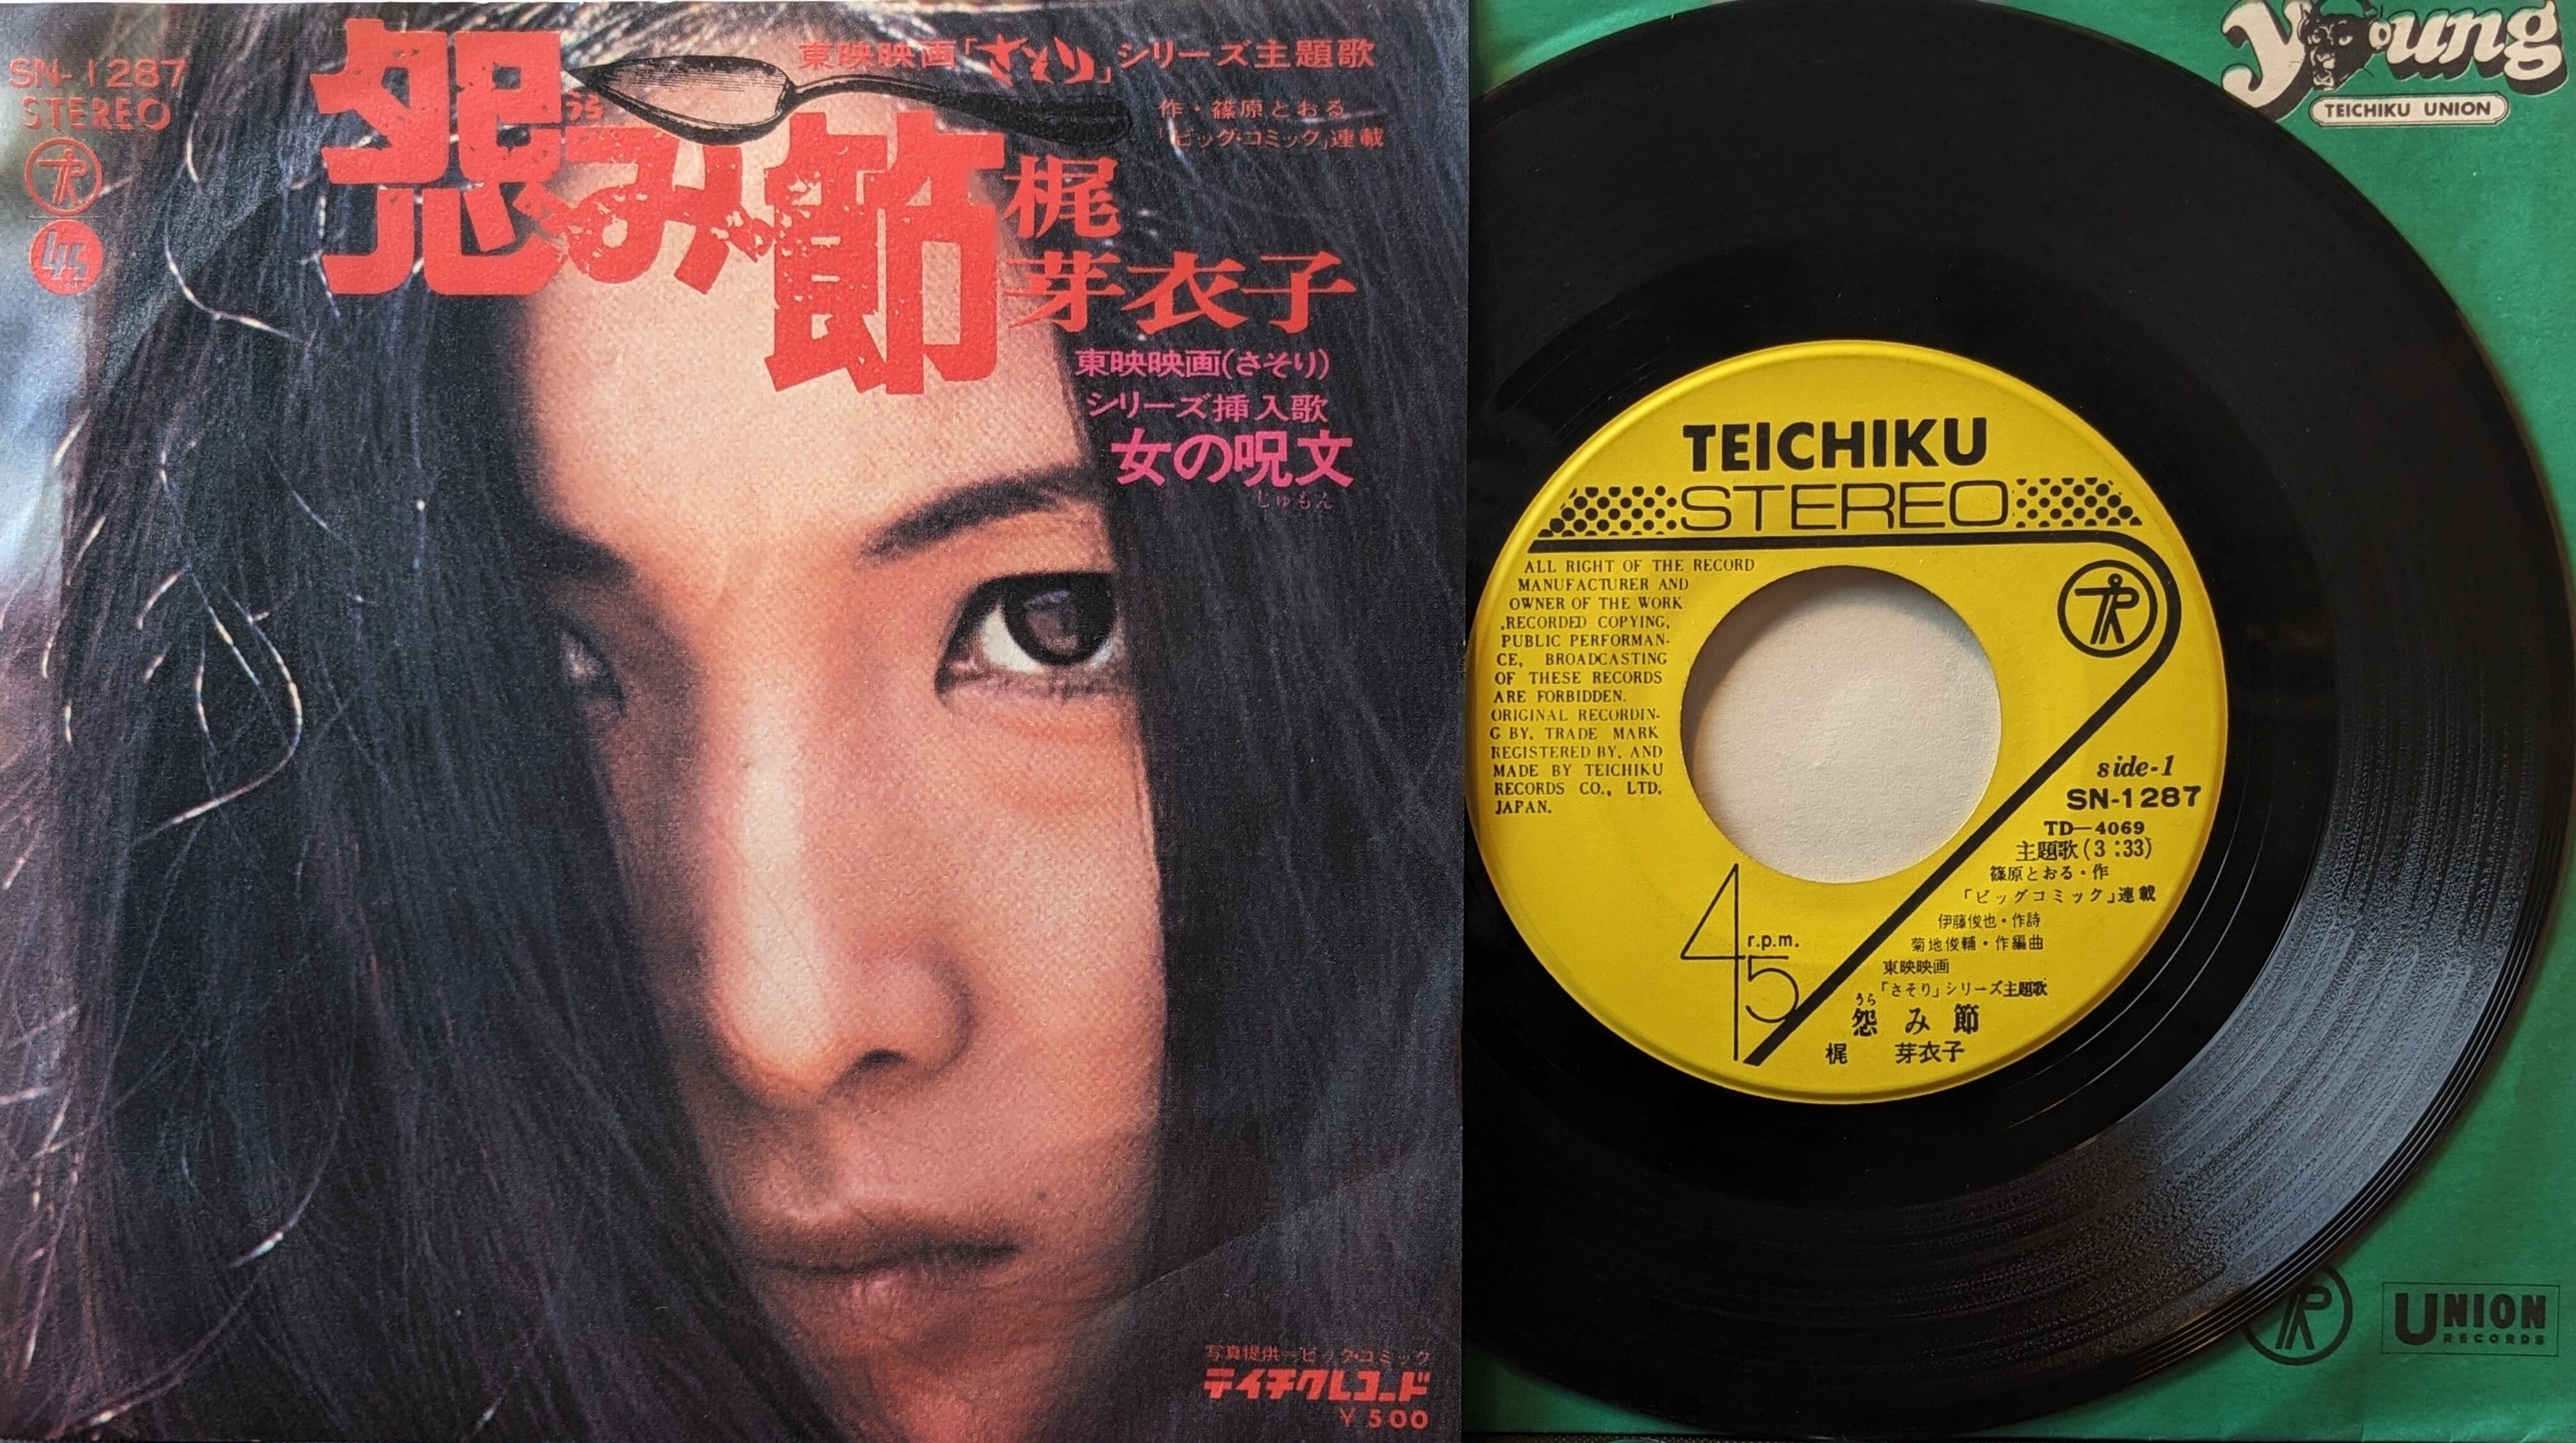 SN-1287
STEREO
TR
45
東映映画「さそり」シリーズ主題歌
作・篠原とおる
「ビッグ・コミック」連載
怨み節
うら
梶
芽衣子
東映映画(さそり)
シリーズ挿入歌
女の呪文
じゅもん
写真提供=ビッグコミック
テイチクレコード
¥500
Young
TEICHIKU UNION
TEICHIKU
STEREO
ALL RIGHT OF THE RECORD
MANUFACTURER AND
OWNER OF THE WORK
RECORDED COPYING,
PUBLIC PERFORMAN-
CE, BROADCASTING
OF THESE RECORDS
ARE FORBIDDEN.
ORIGINAL RECORDIN-
G BY, TRADE MARK
REGISTERED BY, AND
MADE BY TEICHIKU
RECORDS CO., LTD.
JAPAN.
TR
side-1
SN-1287
TD-4069
主題歌(3:33)
篠原とおる・作
「ビッグコミック」連載
伊藤俊也・作詩
菊地俊輔・作編曲
東映映画
「さそり」シリーズ主題歌
うら
怨み節
梶 芽衣子
45 r.p.m.
TR
UNION
RECORDS